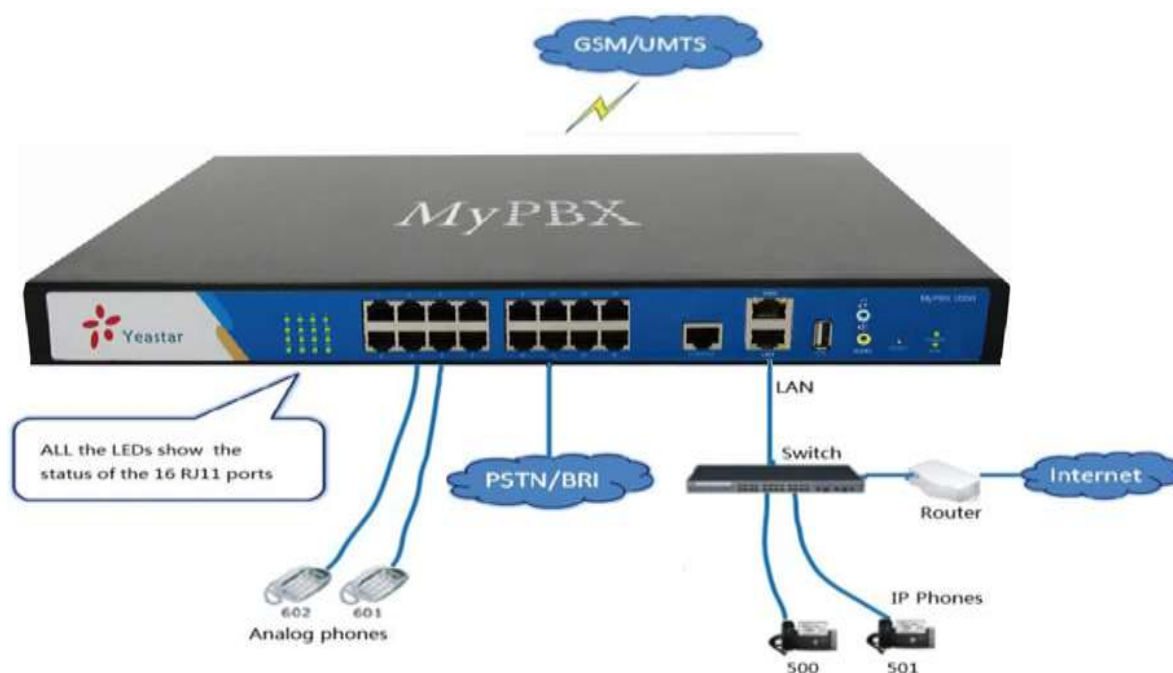 GSM/UMTS
MyPBX
Yeastar
LAN
ALL the LEDs show the
status of the 16 RJ11 ports
PSTN/BRI
Switch
Internet
Router
602
601
Analog phones
IP Phones
500
501